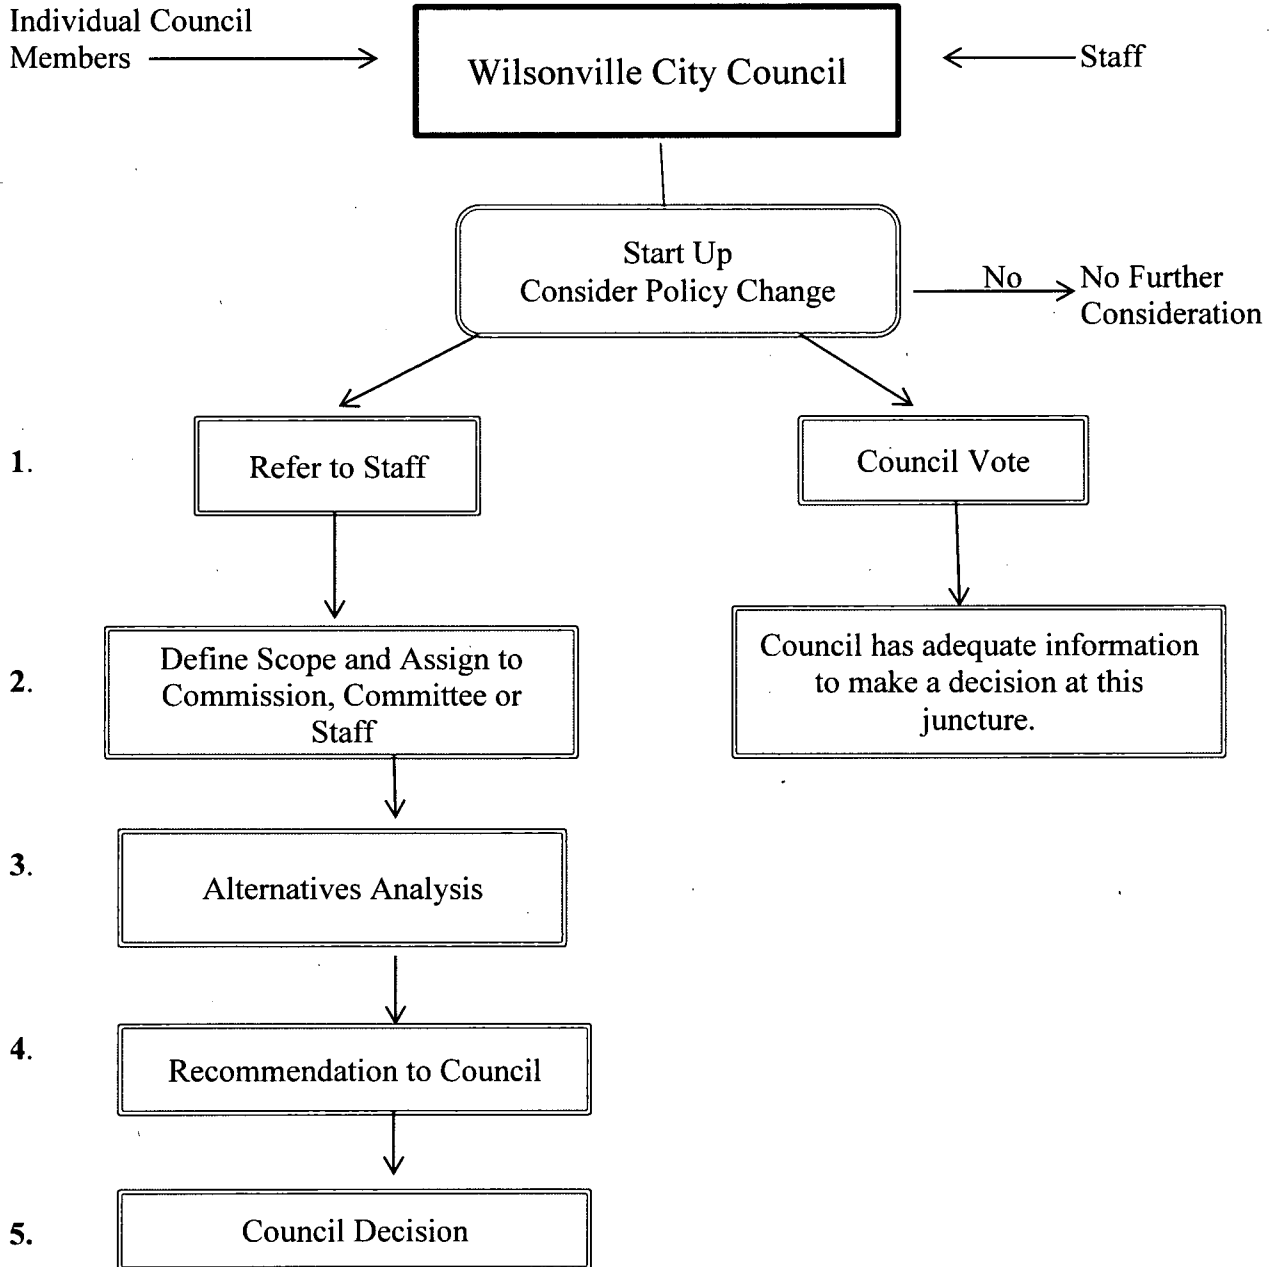 Individual Council
Members
Wilsonville City Council
Staff
Start Up
Consider Policy Change
No
No Further
Consideration
1.
Refer to Staff
Council Vote
2.
Define Scope and Assign to
Commission, Committee or
Staff
Council has adequate information
to make a decision at this
juncture.
3.
Alternatives Analysis
4.
Recommendation to Council
5.
Council Decision